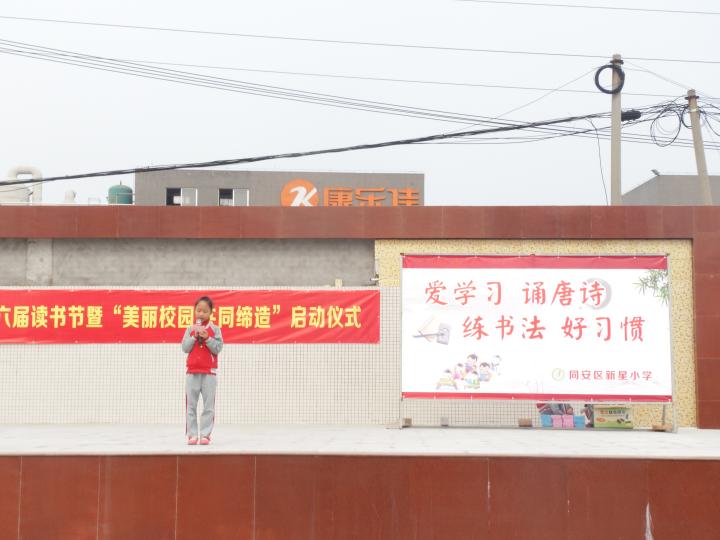 康乐佳
六届读书节暨“美丽校园 共同缔造”启动仪式
爱学习 诵唐诗
练书法 好习惯
同安区新星小学